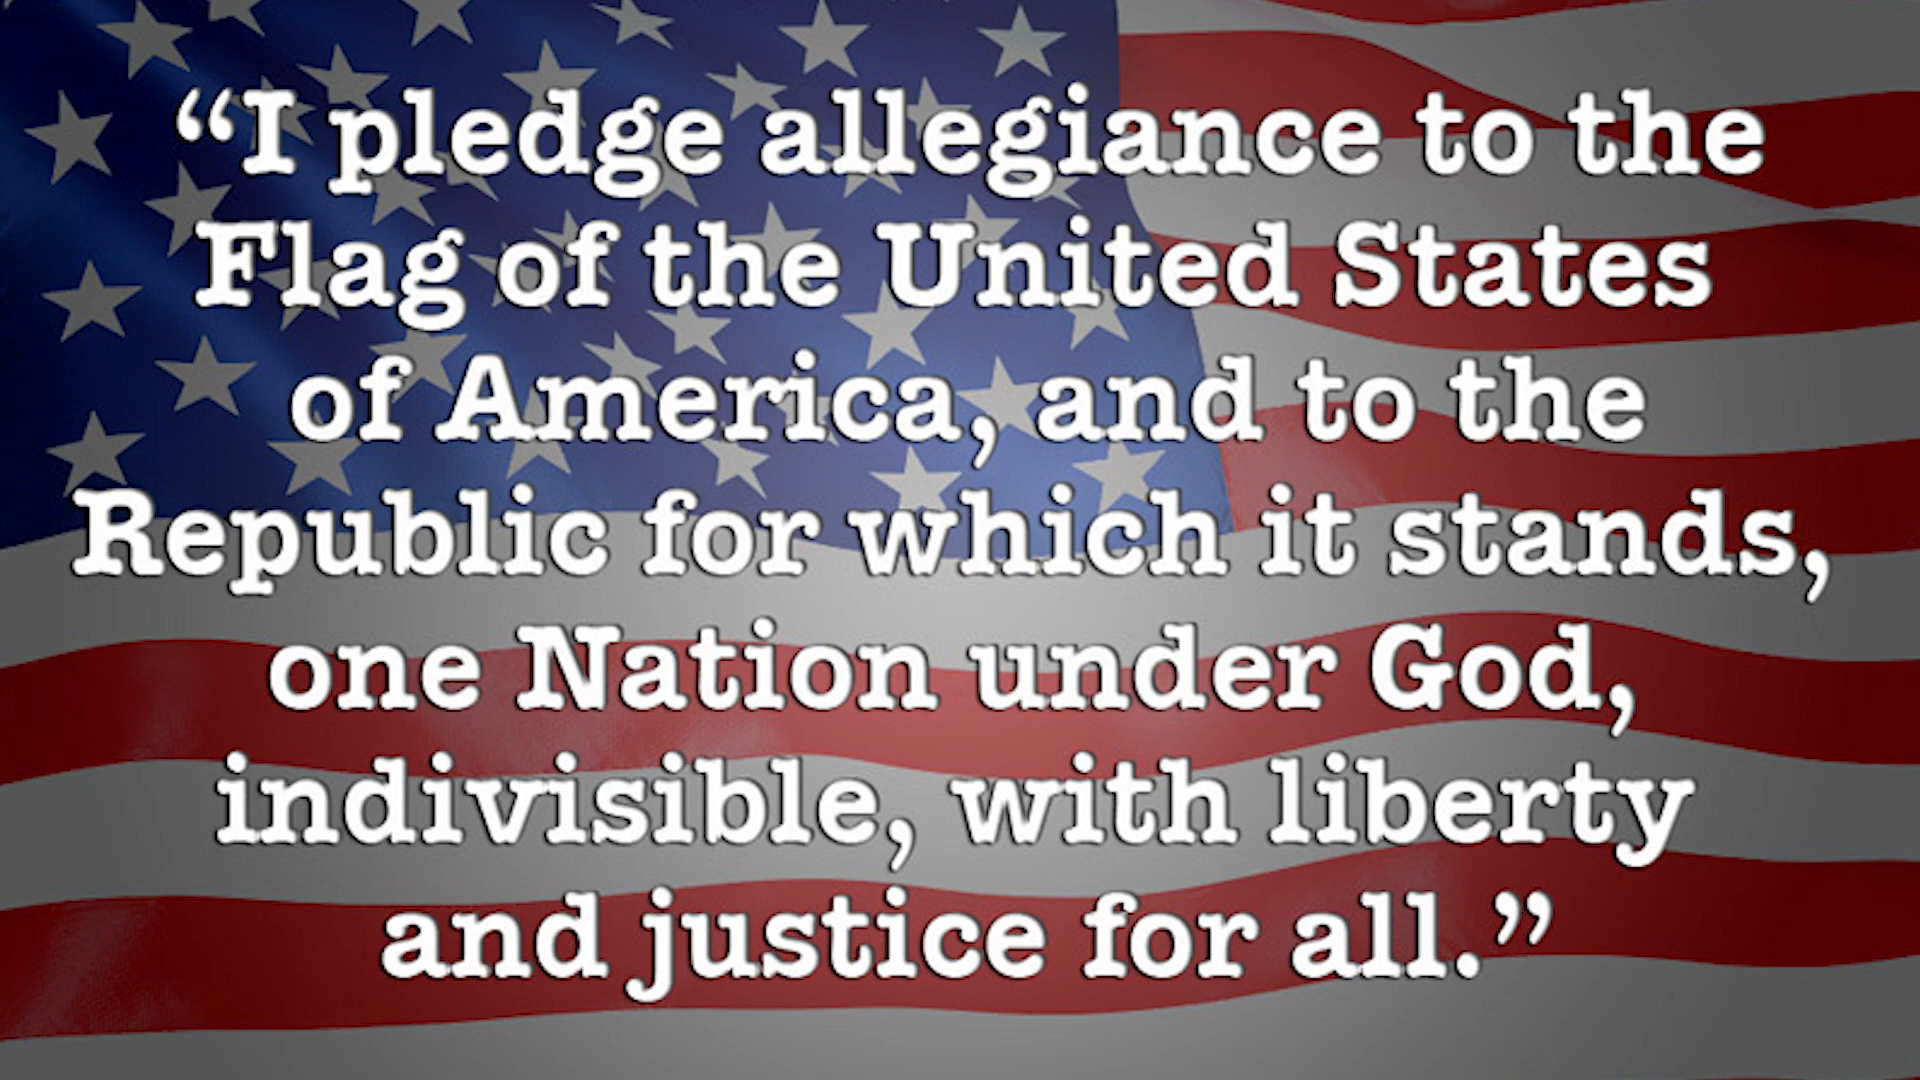 “I pledge allegiance to the
Flag of the United States
of America, and to the
Republic for which it stands,
one Nation under God,
indivisible, with liberty
and justice for all.”